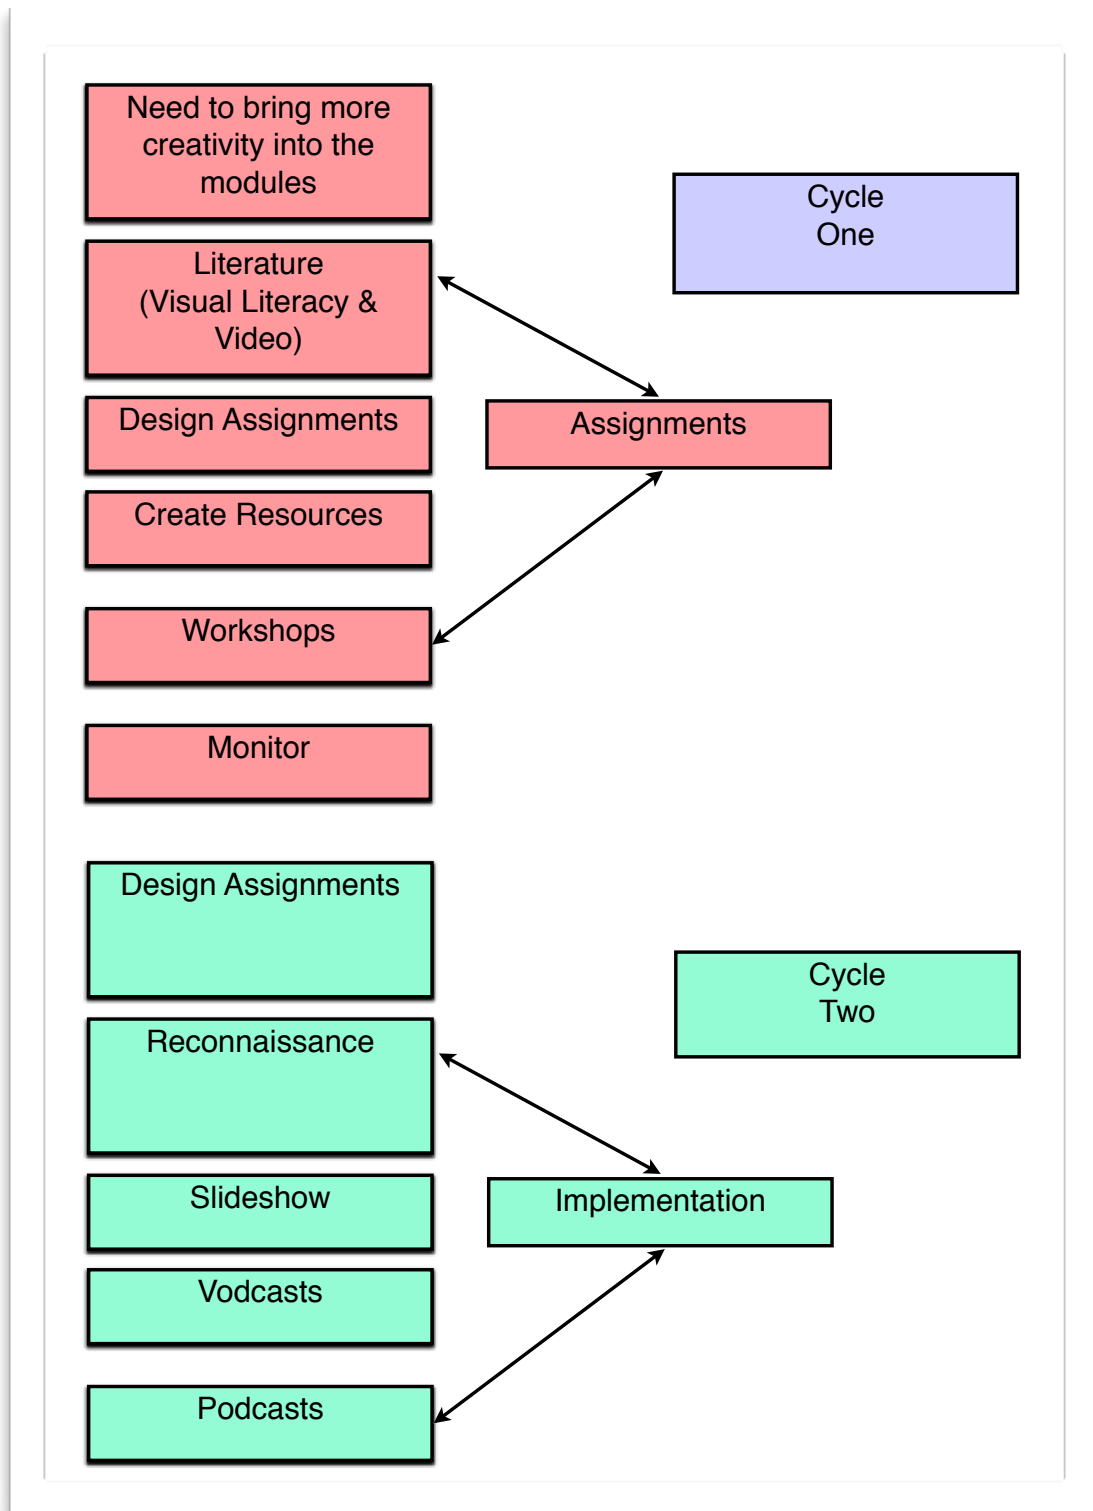 Need to bring more
creativity into the
modules
Cycle
One
Literature
(Visual Literacy &
Video)
Design Assignments
Assignments
Create Resources
Workshops
Monitor
Design Assignments
Cycle
Two
Reconnaissance
Slideshow
Implementation
Vodcasts
Podcasts